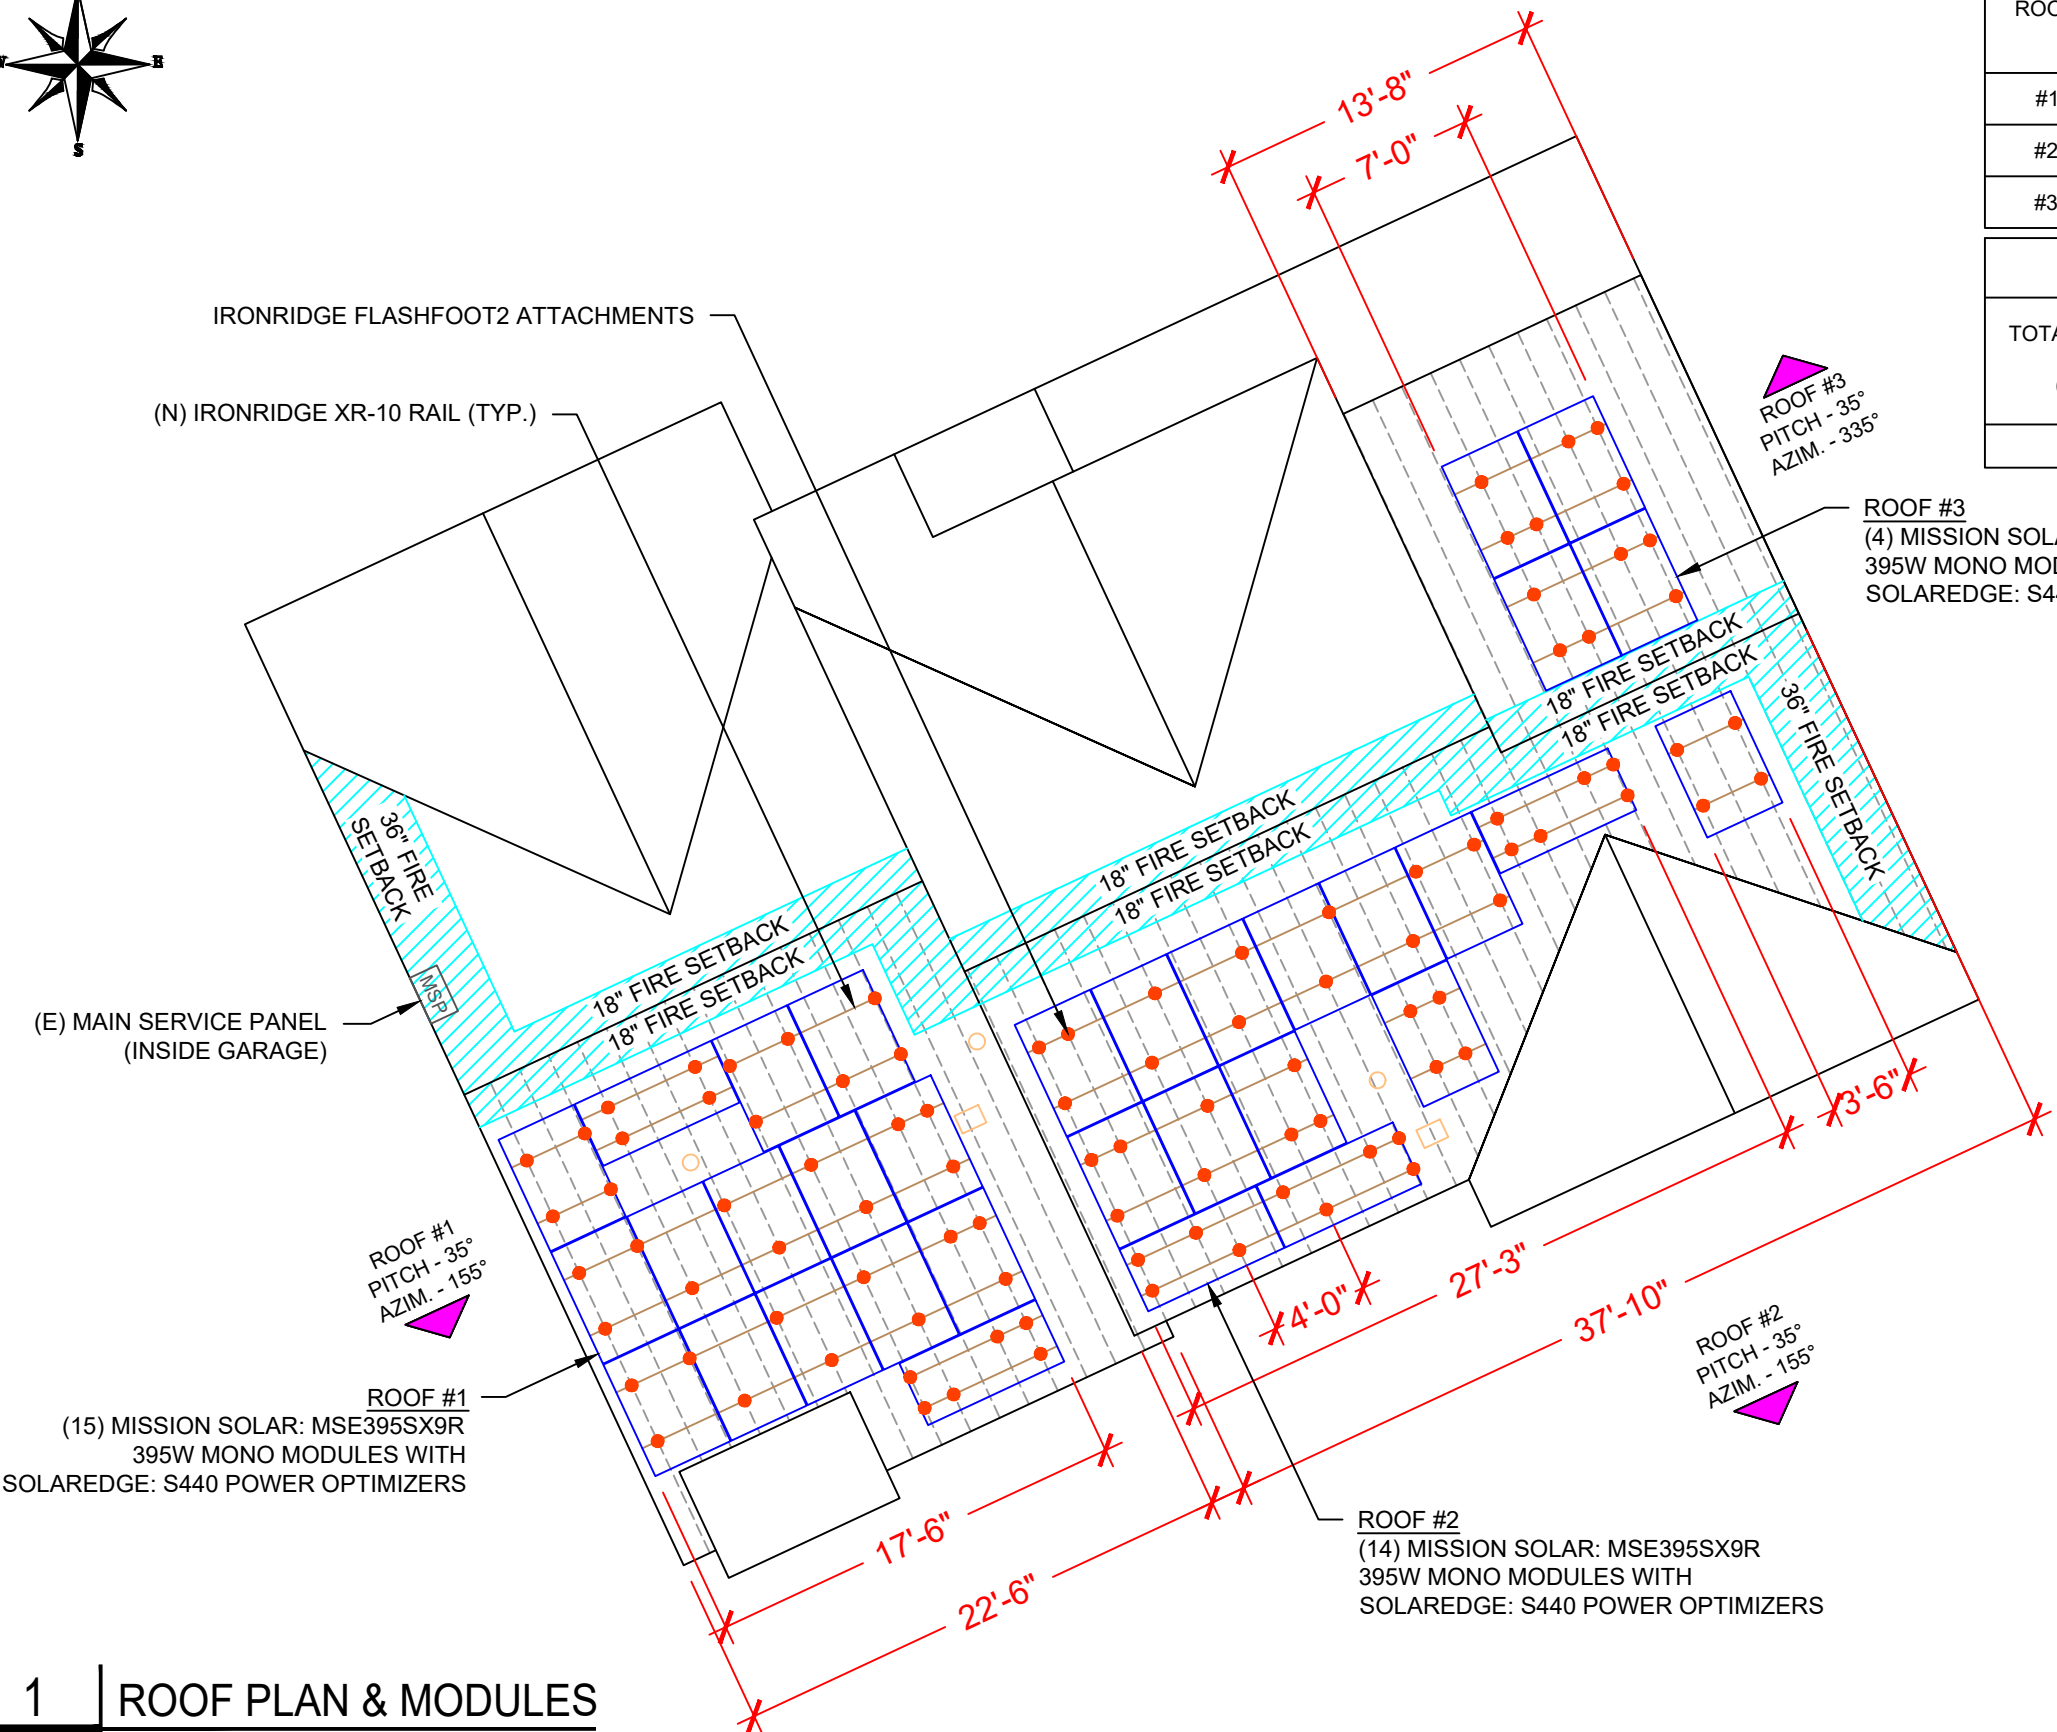 E
S
ROO
#1
#2
#3
TOTA
13'-8"
7'-0"
IRONRIDGE FLASHFOOT2 ATTACHMENTS
(N) IRONRIDGE XR-10 RAIL (TYP.)
ROOF #3
PITCH - 35°
AZIM. - 335°
ROOF #3
(4) MISSION SOLA
395W MONO MOD
SOLAREDGE: S44
18" FIRE SETBACK
18" FIRE SETBACK
36" FIRE SETBACK
18" FIRE SETBACK
18" FIRE SETBACK
36" FIRE
SETBACK
18" FIRE SETBACK
18" FIRE SETBACK
MSP
(E) MAIN SERVICE PANEL
(INSIDE GARAGE)
3'-6"
ROOF #1
PITCH - 35°
AZIM. - 155°
4'-0"
27'-3"
37'-10"
ROOF #2
PITCH - 35°
AZIM. - 155°
ROOF #1
(15) MISSION SOLAR: MSE395SX9R
395W MONO MODULES WITH
SOLAREDGE: S440 POWER OPTIMIZERS
17'-6"
22'-6"
ROOF #2
(14) MISSION SOLAR: MSE395SX9R
395W MONO MODULES WITH
SOLAREDGE: S440 POWER OPTIMIZERS
1
ROOF PLAN & MODULES